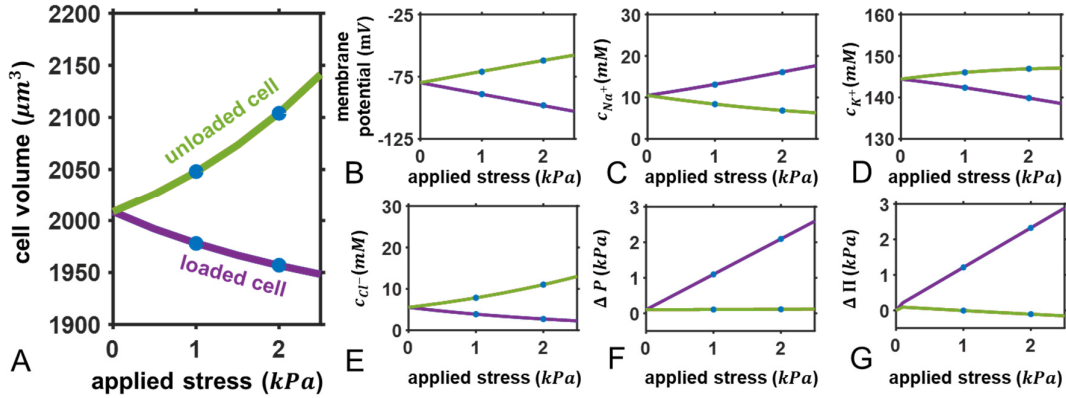 2200
2150
2100
2050
2000
1950
1900
cell volume (μm³)
unloaded cell
loaded cell
0 1 2
applied stress (kPa)
A
-25
-75
-125
membrane
potential (mV)
0 1 2
applied stress (kPa)
B
30
20
10
0
c_Na⁺(mM)
0 1 2
applied stress (kPa)
C
160
150
140
130
c_K⁺(mM)
0 1 2
applied stress (kPa)
D
30
20
10
0
c_Cl⁻(mM)
0 1 2
applied stress (kPa)
E
3
2
1
0
Δ P (kPa)
0 1 2
applied stress (kPa)
F
3
2
1
0
Δ Π (kPa)
0 1 2
applied stress (kPa)
G